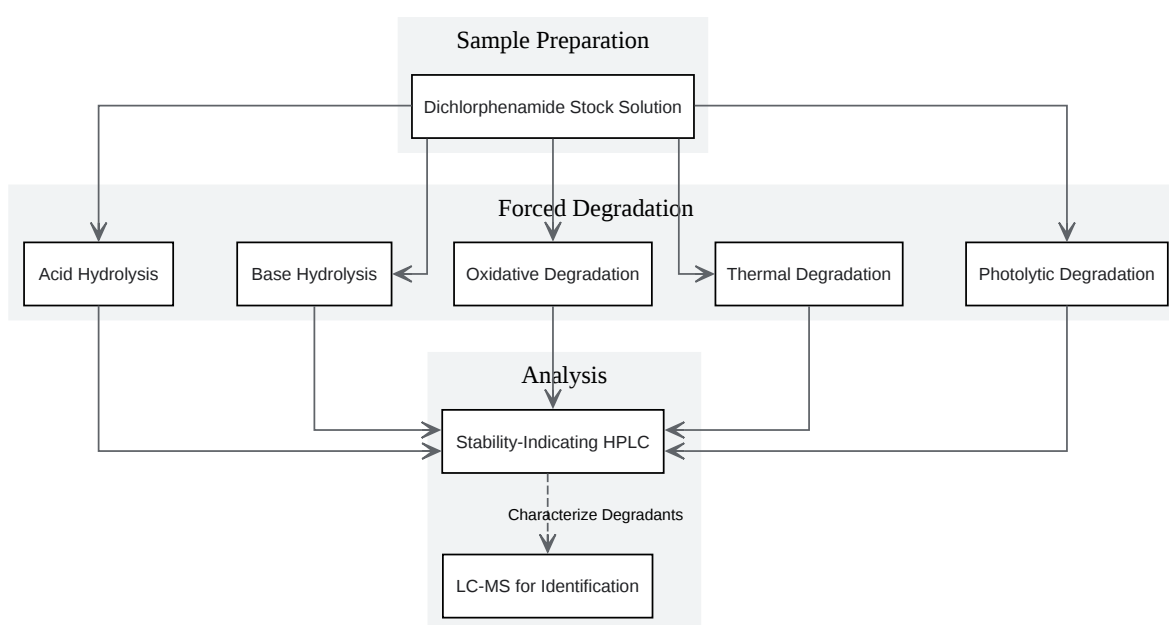 Sample Preparation
Dichlorphenamide Stock Solution
Forced Degradation
Acid Hydrolysis
Base Hydrolysis
Oxidative Degradation
Thermal Degradation
Photolytic Degradation
Analysis
Stability-Indicating HPLC
Characterize Degradants
LC-MS for Identification